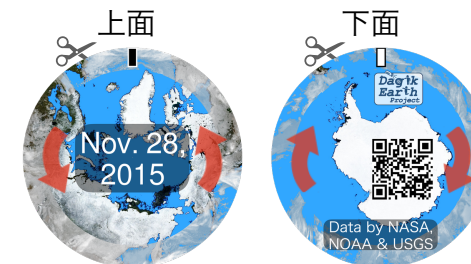 上面
下面
Nov. 28,
2015
Dagik
Earth
Project
Data by NASA,
NOAA & USGS